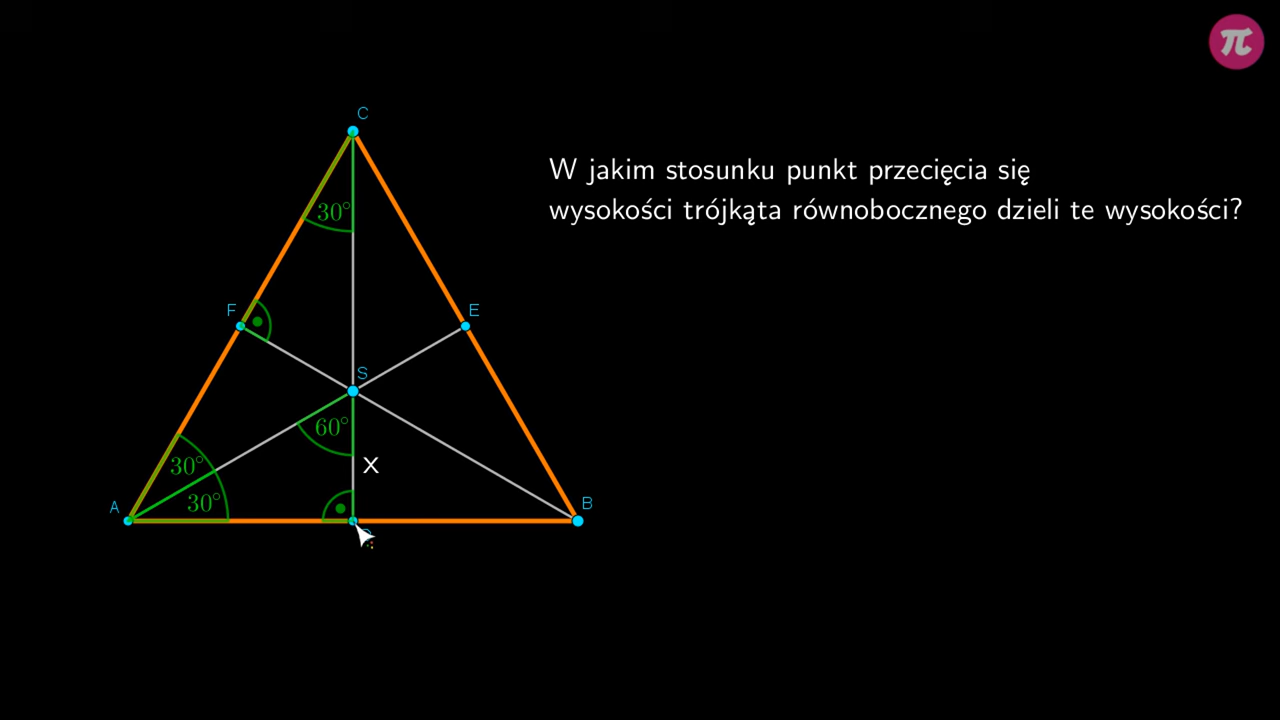 π
C
W jakim stosunku punkt przecięcia się
wysokości trójkąta równobocznego dzieli te wysokości?
30°
F
E
S
60°
30°
X
30°
A
B